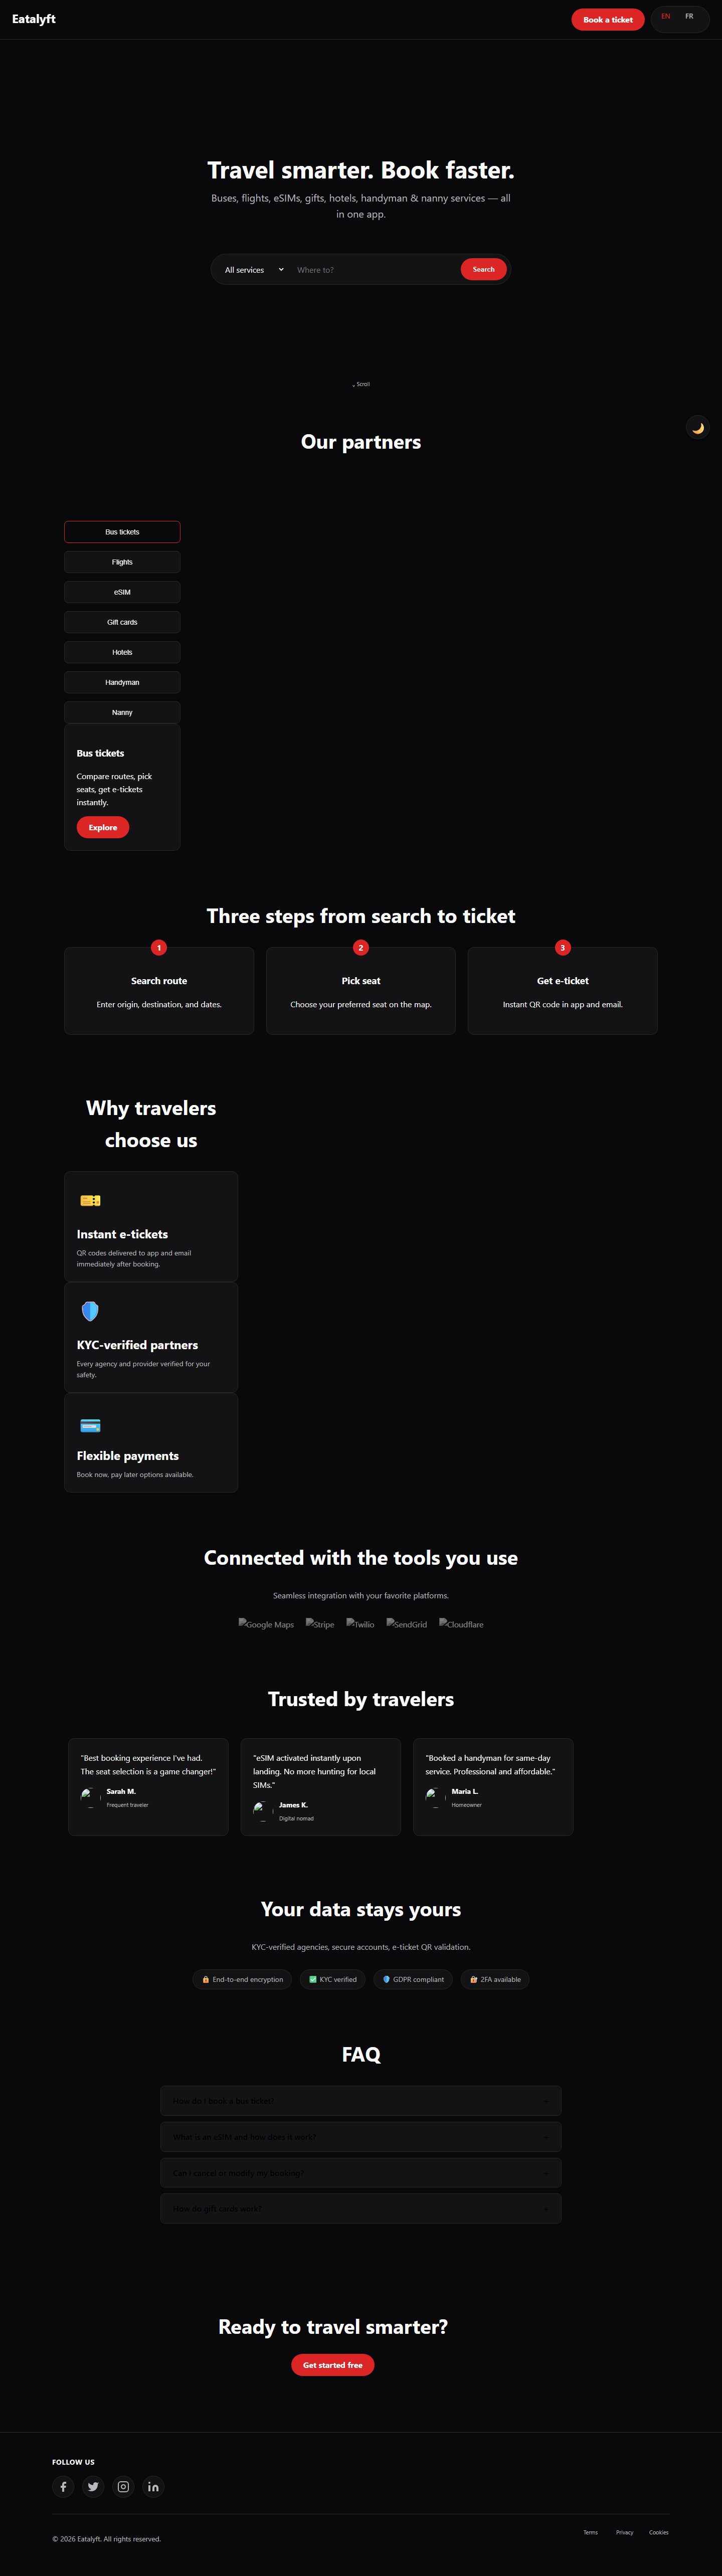 Eatalyft
Book a ticket
EN FR
Travel smarter. Book faster.
Buses, flights, eSIMs, gifts, hotels, handyman & nanny services — all
in one app.
All services
Where to?
Search
Scroll
Our partners
Bus tickets
Flights
eSIM
Gift cards
Hotels
Handyman
Nanny
Bus tickets
Compare routes, pick
seats, get e-tickets
instantly.
Explore
Three steps from search to ticket
1
Search route
Enter origin, destination, and dates.
2
Pick seat
Choose your preferred seat on the map.
3
Get e-ticket
Instant QR code in app and email.
Why travelers
choose us
Instant e-tickets
QR codes delivered to app and email
immediately after booking.
KYC-verified partners
Every agency and provider verified for your
safety.
Flexible payments
Book now, pay later options available.
Connected with the tools you use
Seamless integration with your favorite platforms.
Google Maps
Stripe
Twilio
SendGrid
Cloudflare
Trusted by travelers
"Best booking experience I've had.
The seat selection is a game changer!"
Sarah M.
Frequent traveler
"eSIM activated instantly upon
landing. No more hunting for local
SIMs."
James K.
Digital nomad
"Booked a handyman for same-day
service. Professional and affordable."
Maria L.
Homeowner
Your data stays yours
KYC-verified agencies, secure accounts, e-ticket QR validation.
End-to-end encryption
KYC verified
GDPR compliant
2FA available
FAQ
How do I book a bus ticket?
What is an eSIM and how does it work?
Can I cancel or modify my booking?
How do gift cards work?
Ready to travel smarter?
Get started free
FOLLOW US
© 2026 Eatalyft. All rights reserved.
Terms
Privacy
Cookies